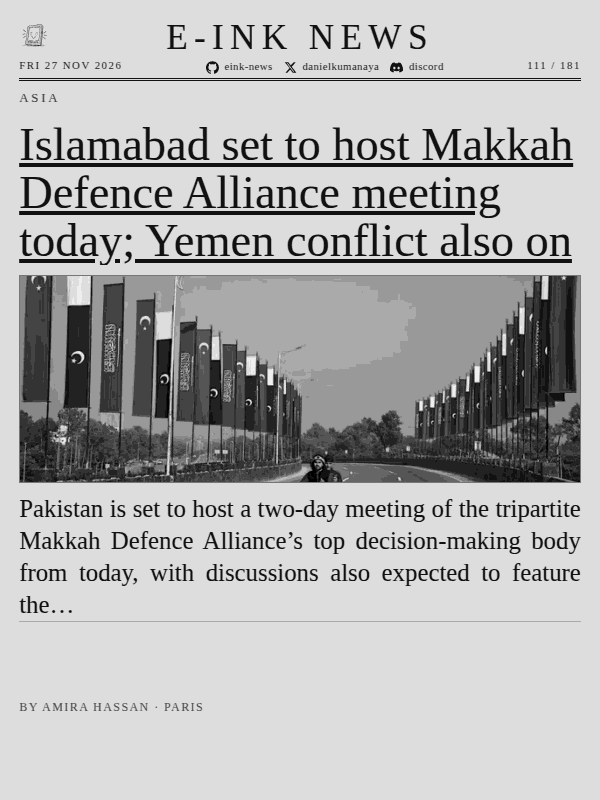 E-INK NEWS
FRI 27 NOV 2026
eink-news
danielkumanaya
discord
111 / 181
ASIA
Islamabad set to host Makkah
Defence Alliance meeting
today; Yemen conflict also on
Pakistan is set to host a two-day meeting of the tripartite
Makkah Defence Alliance’s top decision-making body
from today, with discussions also expected to feature
the…
BY AMIRA HASSAN · PARIS